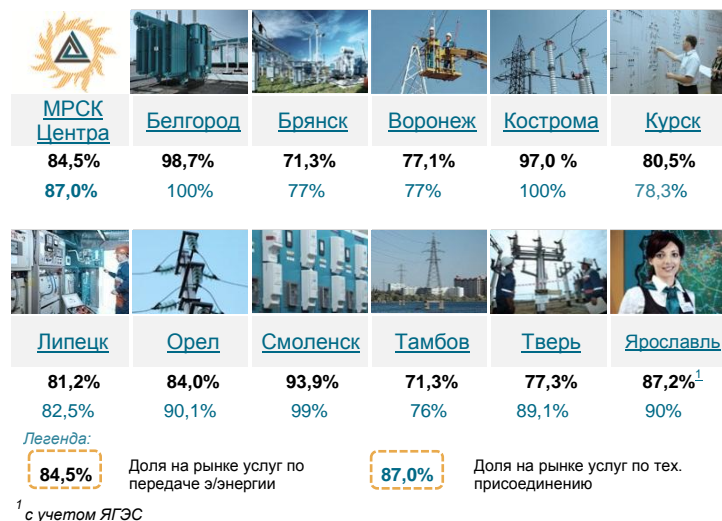 МРСК
Центра
Белгород
Брянск
Воронеж
Кострома
Курск
84,5%
98,7%
71,3%
77,1%
97,0 %
80,5%
87,0%
100%
77%
77%
100%
78,3%
Липецк
Орел
Смоленск
Тамбов
Тверь
Ярославль
81,2%
84,0%
93,9%
71,3%
77,3%
87,2%1
82,5%
90,1%
99%
76%
89,1%
90%
Легенда:
84,5%
Доля на рынке услуг по
передаче э/энергии
87,0%
Доля на рынке услуг по тех.
присоединению
1 с учетом ЯГЭС